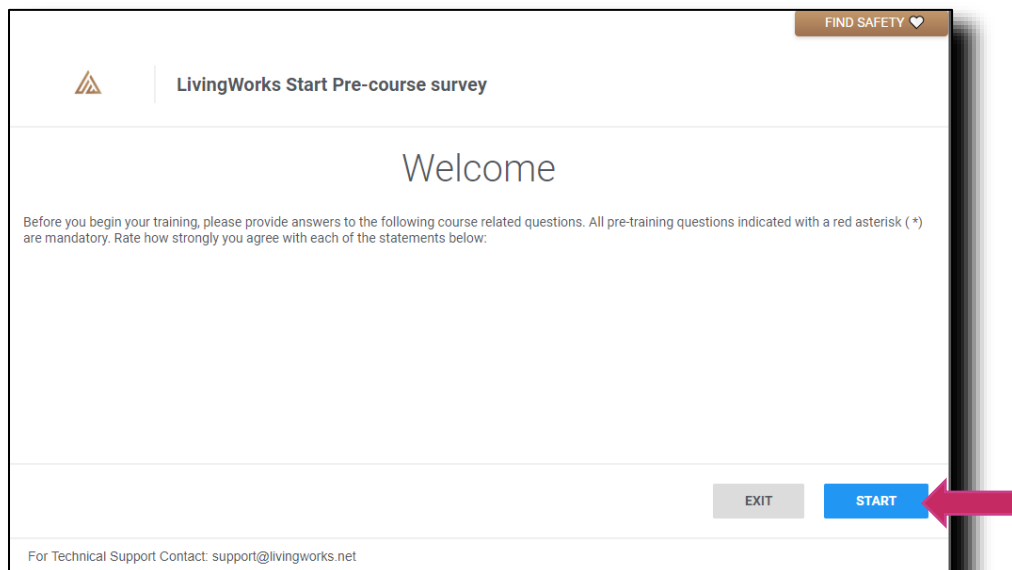 FIND SAFETY
LivingWorks Start Pre-course survey
Welcome
Before you begin your training, please provide answers to the following course related questions. All pre-training questions indicated with a red asterisk ( *)
are mandatory. Rate how strongly you agree with each of the statements below:
EXIT START
For Technical Support Contact: support@livingworks.net